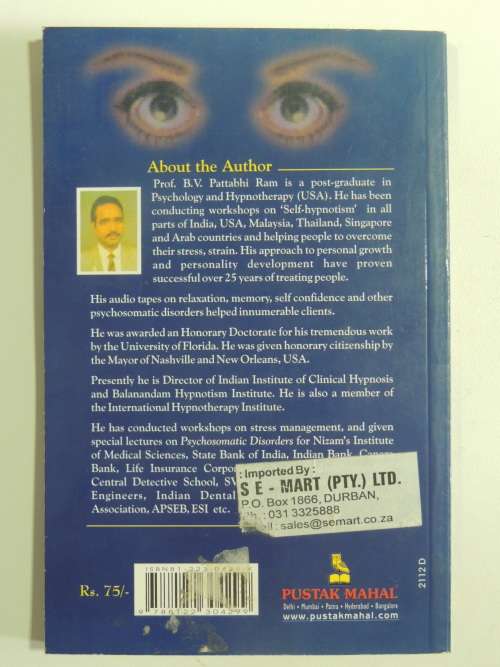 About the Author
Prof. B.V. Pattabhi Ram is a post-graduate in
Psychology and Hypnotherapy (USA). He has been
conducting workshops on ‘Self-hypnotism’ in all
parts of India, USA, Malaysia, Thailand, Singapore
and Arab countries and helping people to overcome
their stress, strain. His approach to personal growth
and personality development have proven
successful over 25 years of treating people.
His audio tapes on relaxation, memory, self confidence and other
psychosomatic disorders helped innumerable clients.
He was awarded an Honorary Doctorate for his tremendous work
by the University of Florida. He was given honorary citizenship by
the Mayor of Nashville and New Orleans, USA.
Presently he is Director of Indian Institute of Clinical Hypnosis
and Balanandam Hypnotism Institute. He is also a member of
the International Hypnotherapy Institute.
He has conducted workshops on stress management, and given
special lectures on Psychosomatic Disorders for Nizam's Institute
of Medical Sciences, State Bank of India, Indian Bank, Canara
Bank, Life Insurance
Central Detective School,
Engineers, Indian Dental
Association, APSEB, ESI etc.
: Imported By :
S E - MART (PTY.) LTD.
P.O. Box 1866, DURBAN,
: 031 3325888
: sales@semart.co.za
Rs. 75/-
9 786122 304299
PUSTAK MAHAL
Delhi • Mumbai • Patna • Hyderabad • Bangalore
www.pustakmahal.com
2112 D